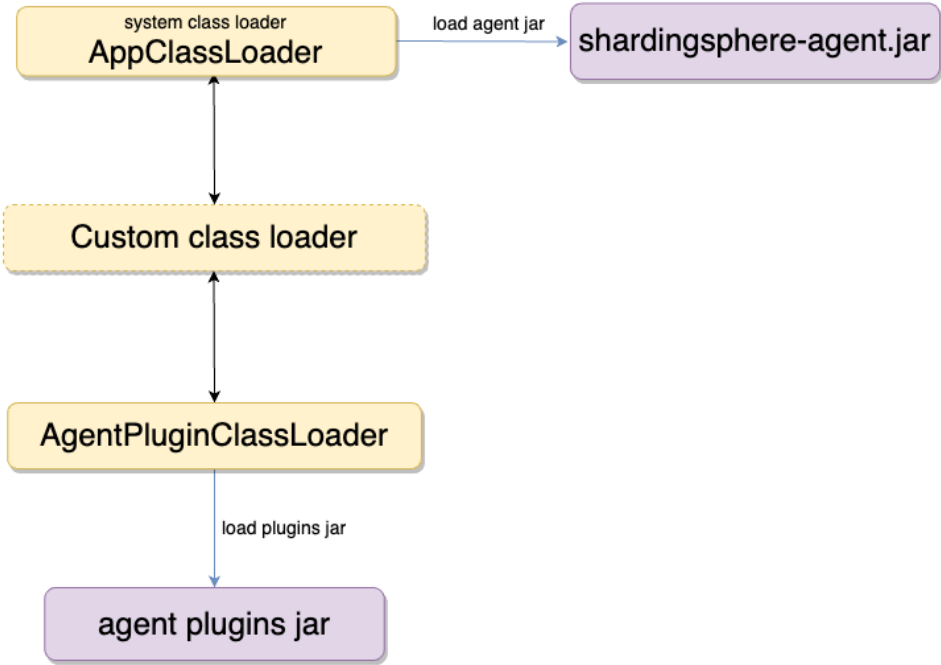 system class loader
AppClassLoader
load agent jar
shardingsphere-agent.jar
Custom class loader
AgentPluginClassLoader
load plugins jar
agent plugins jar